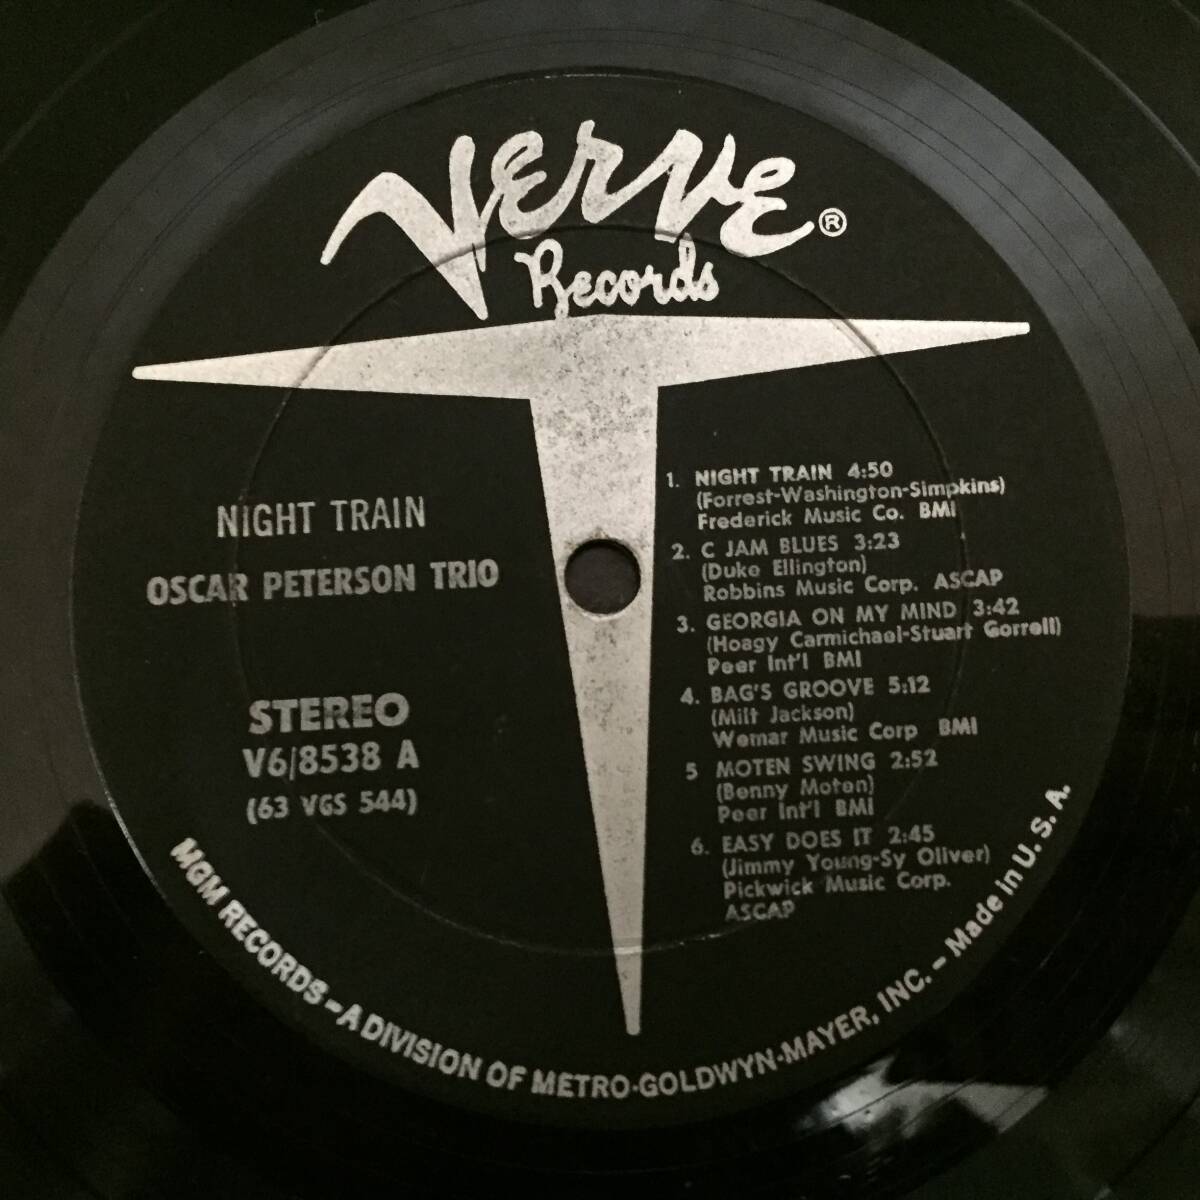 Verve ®
Records
NIGHT TRAIN
OSCAR PETERSON TRIO
STEREO
V6/8538 A
(63 VGS 544)
1. NIGHT TRAIN 4:50
(Forrest-Washington-Simpkins)
Frederick Music Co. BMI
2. C JAM BLUES 3:23
(Duke Ellington)
Robbins Music Corp. ASCAP
3. GEORGIA ON MY MIND 3:42
(Hoagy Carmichael-Stuart Gorrell)
Peer Int'l BMI
4. BAG'S GROOVE 5:12
(Milt Jackson)
Wemar Music Corp BMI
5 MOTEN SWING 2:52
(Benny Moten)
Peer Int'l BMI
6. EASY DOES IT 2:45
(Jimmy Young-Sy Oliver)
Pickwick Music Corp.
ASCAP
MGM RECORDS - A DIVISION OF METRO-GOLDWYN-MAYER, INC. - Made in U.S.A.